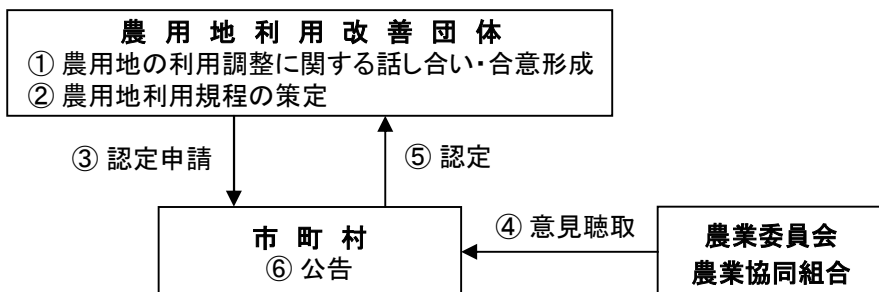 農用地利用改善団体
① 農用地の利用調整に関する話し合い・合意形成
② 農用地利用規程の策定
③ 認定申請
⑤ 認定
市町村
⑥ 公告
④ 意見聴取
農業委員会
農業協同組合